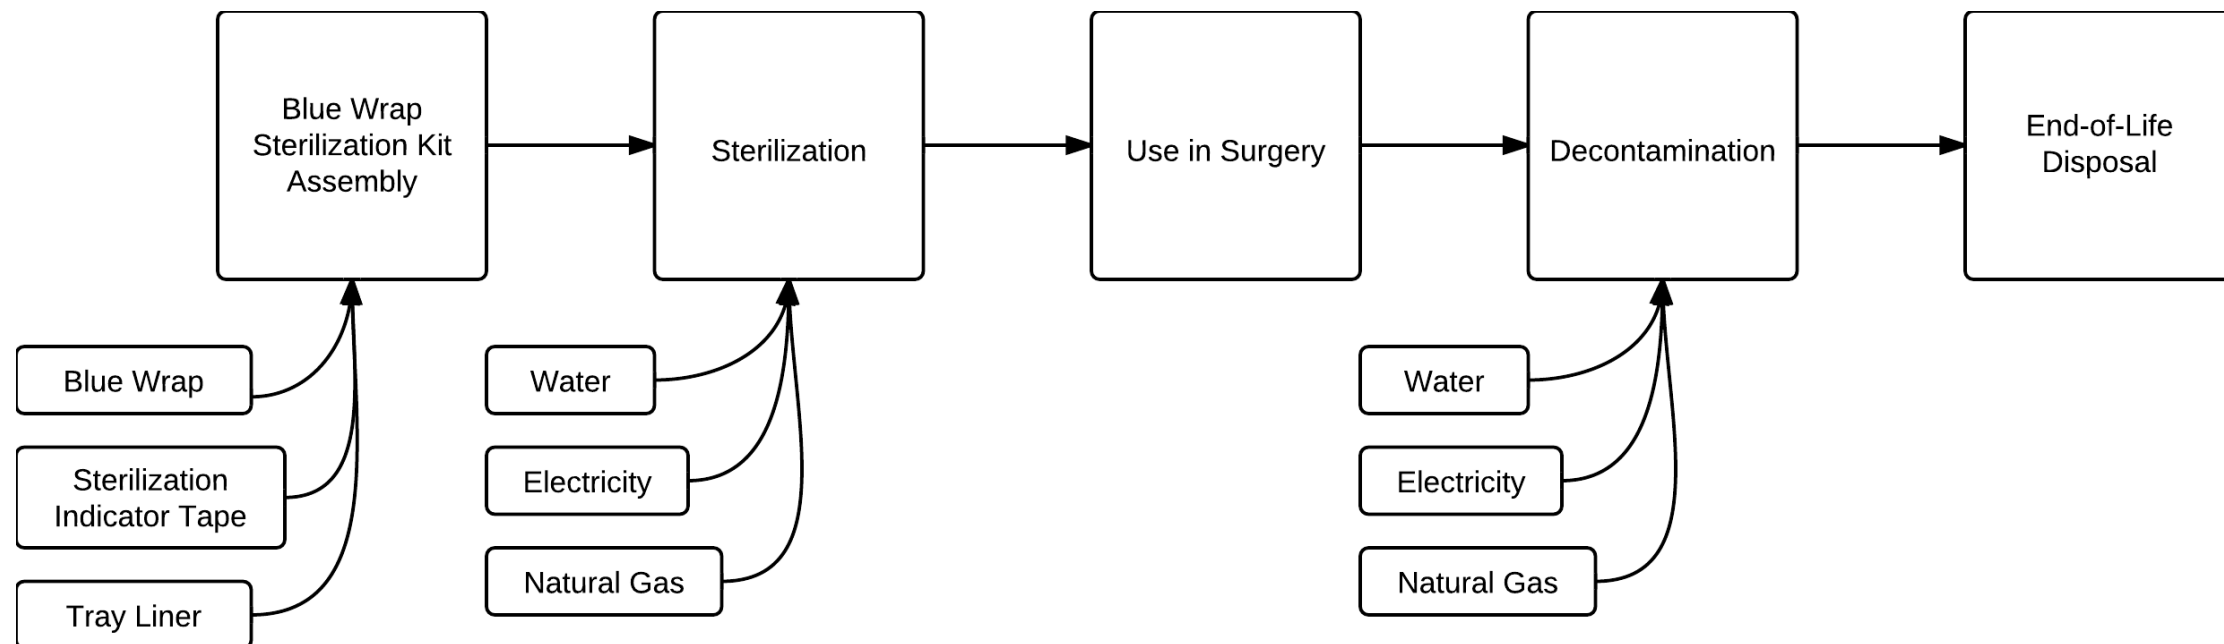 Blue Wrap
Sterilization Kit
Assembly
Sterilization
Use in Surgery
Decontamination
End-of-Life
Disposal
Blue Wrap
Sterilization
Indicator Tape
Tray Liner
Water
Electricity
Natural Gas
Water
Electricity
Natural Gas